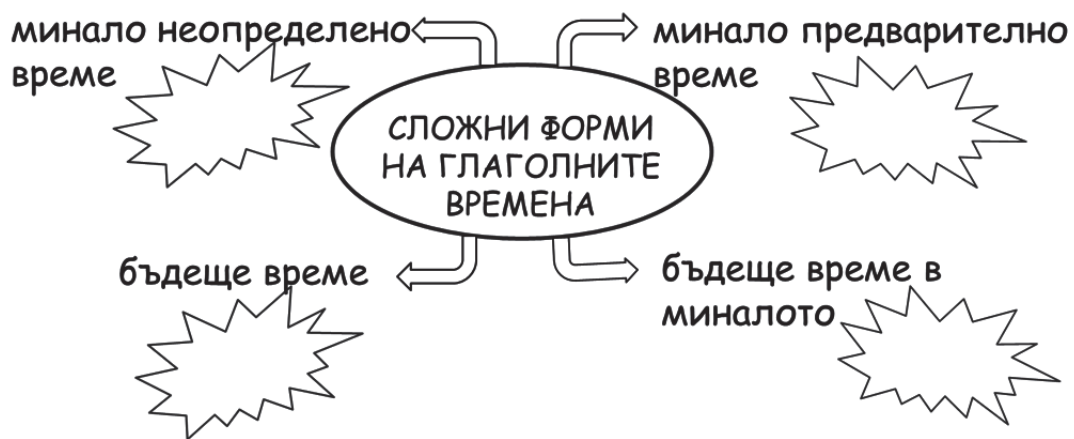 минало неопределено
време
минало предварително
време
СЛОЖНИ ФОРМИ
НА ГЛАГОЛНИТЕ
ВРЕМЕНА
бъдеще време
бъдеще време в
миналото